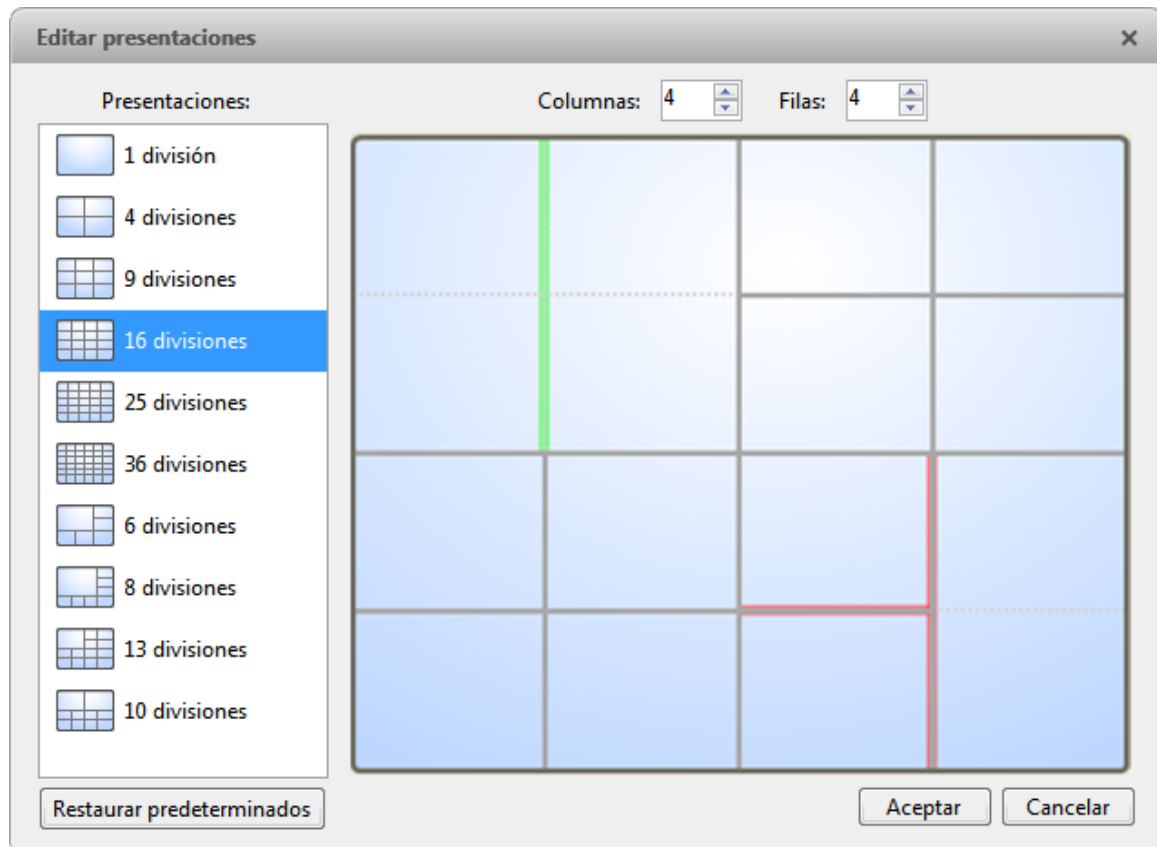 Editar presentaciones
Presentaciones:
Columnas: 4 Filas: 4
1 división
4 divisiones
9 divisiones
16 divisiones
25 divisiones
36 divisiones
6 divisiones
8 divisiones
13 divisiones
10 divisiones
Restaurar predeterminados
Aceptar
Cancelar